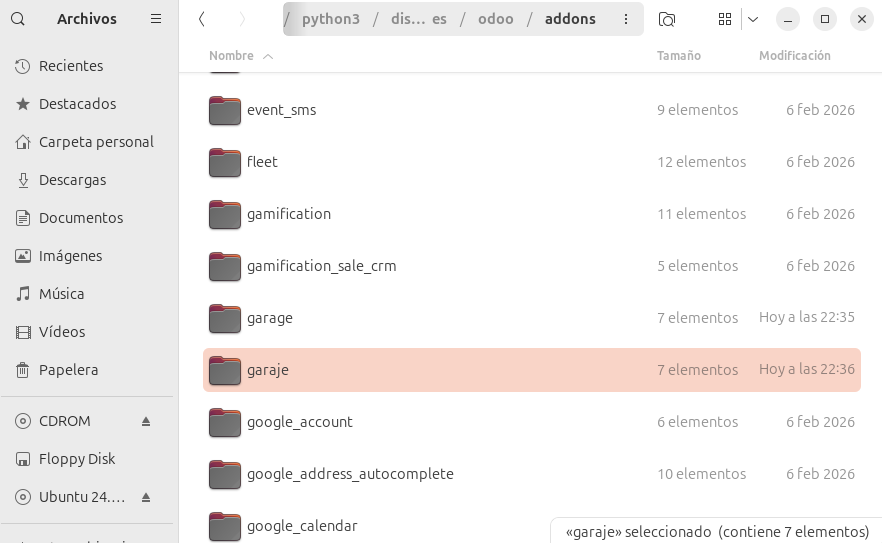 Archivos
/ python3 / dis… es / odoo / addons
Nombre Tamaño Modificación
Recientes
Destacados
Carpeta personal
Descargas
Documentos
Imágenes
Música
Vídeos
Papelera
CDROM
Floppy Disk
Ubuntu 24.…
event_sms 9 elementos 6 feb 2026
fleet 12 elementos 6 feb 2026
gamification 11 elementos 6 feb 2026
gamification_sale_crm 5 elementos 6 feb 2026
garage 7 elementos Hoy a las 22:35
garaje 7 elementos Hoy a las 22:36
google_account 6 elementos 6 feb 2026
google_address_autocomplete 10 elementos 6 feb 2026
google_calendar
«garaje» seleccionado (contiene 7 elementos)